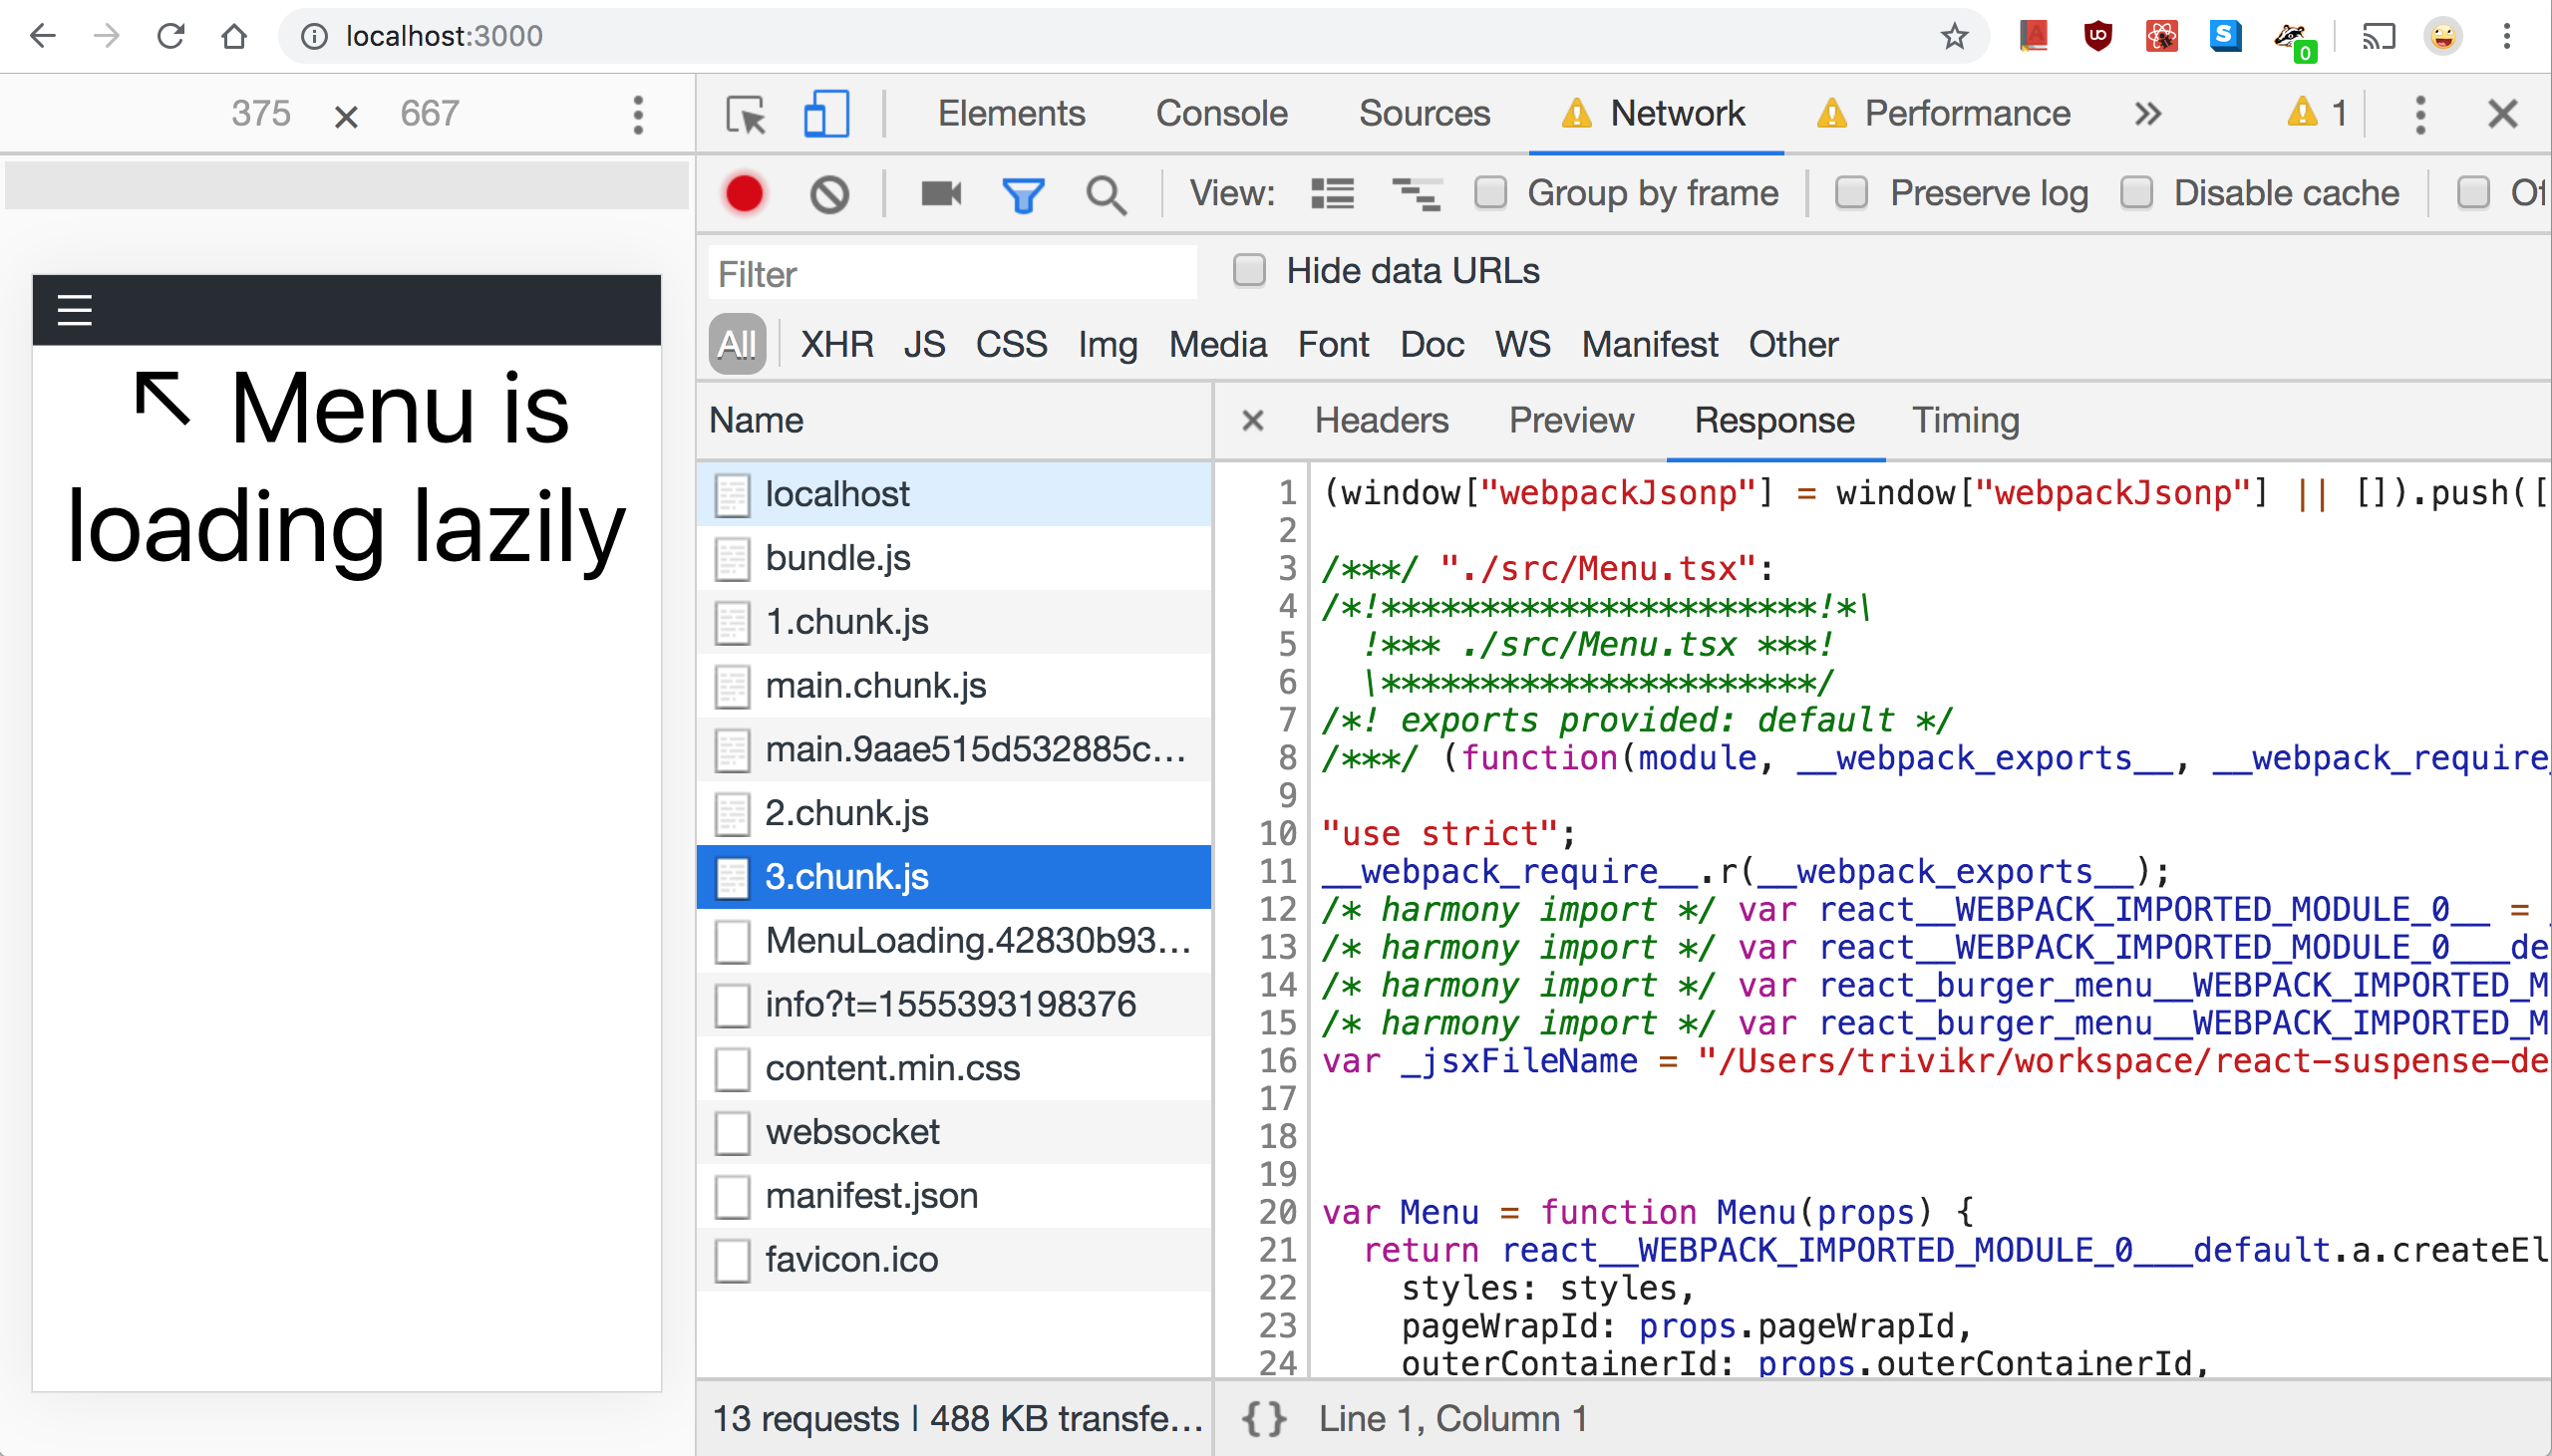 localhost:3000
0
375 × 667
Elements Console Sources Network Performance » 1
View: Group by frame Preserve log Disable cache
Filter Hide data URLs
All XHR JS CSS Img Media Font Doc WS Manifest Other
↖ Menu is
loading lazily
Name
localhost
bundle.js
1.chunk.js
main.chunk.js
main.9aae515d532885c…
2.chunk.js
3.chunk.js
MenuLoading.42830b93…
info?t=1555393198376
content.min.css
websocket
manifest.json
favicon.ico
13 requests | 488 KB transfe…
× Headers Preview Response Timing
1 (window["webpackJsonp"] = window["webpackJsonp"] || []).push([
2
3 /***/ "./src/Menu.tsx":
4 /*!**********************!*\
5 !*** ./src/Menu.tsx ***!
6 \**********************/
7 /*! exports provided: default */
8 /***/ (function(module, __webpack_exports__, __webpack_require_
9
10 "use strict";
11 __webpack_require__.r(__webpack_exports__);
12 /* harmony import */ var react__WEBPACK_IMPORTED_MODULE_0__ = _
13 /* harmony import */ var react__WEBPACK_IMPORTED_MODULE_0___de
14 /* harmony import */ var react_burger_menu__WEBPACK_IMPORTED_M
15 /* harmony import */ var react_burger_menu__WEBPACK_IMPORTED_M
16 var _jsxFileName = "/Users/trivikr/workspace/react-suspense-de
17
18
19
20 var Menu = function Menu(props) {
21 return react__WEBPACK_IMPORTED_MODULE_0___default.a.createEl
22 styles: styles,
23 pageWrapId: props.pageWrapId,
24 outerContainerId: props.outerContainerId,
{} Line 1, Column 1